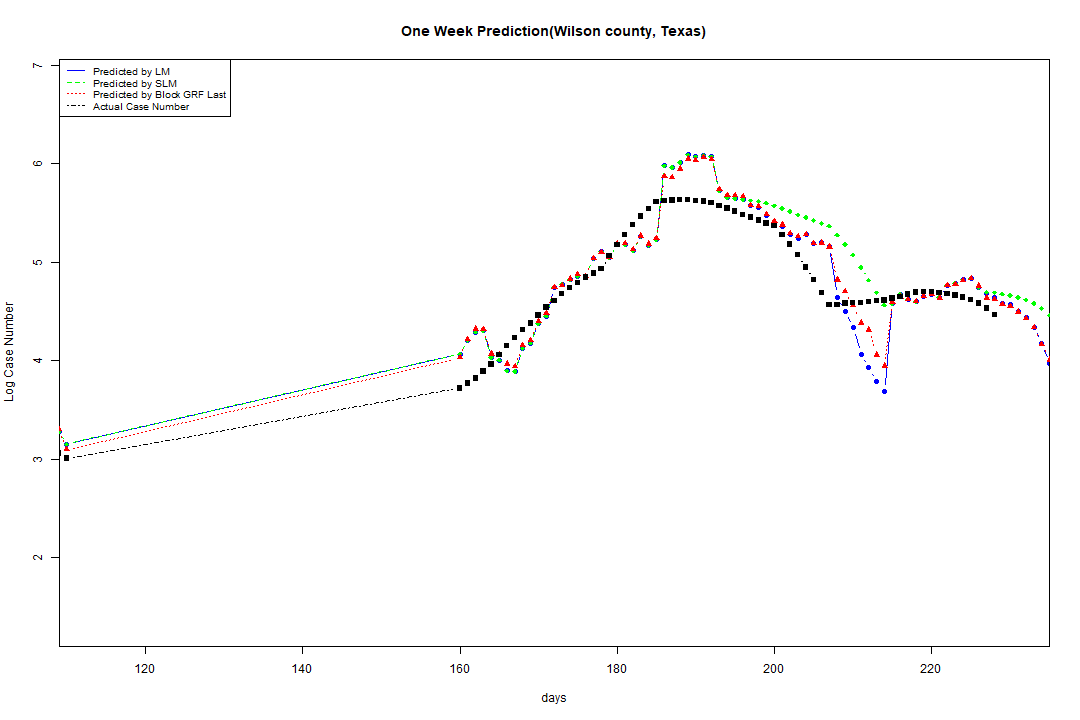 One Week Prediction(Wilson county, Texas)
Predicted by LM
Predicted by SLM
Predicted by Block GRF Last
Actual Case Number
7
6
5
4
3
2
Log Case Number
120 140 160 180 200 220
days